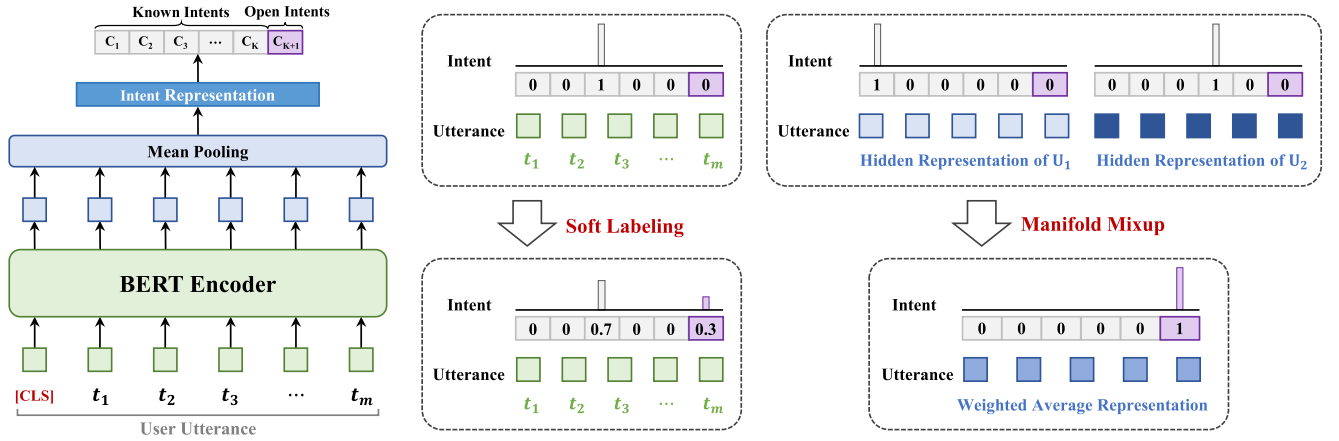 Known Intents Open Intents
C1 C2 C3 ... CK CK+1
Intent Representation
Mean Pooling
BERT Encoder
[CLS] t1 t2 t3 ... tm
User Utterance
Intent
0 0 1 0 0 0
Utterance
t1 t2 t3 ... tm
Soft Labeling
Intent
0 0 0.7 0 0 0.3
Utterance
t1 t2 t3 ... tm
Intent
1 0 0 0 0 0
0 0 0 1 0 0
Utterance
Hidden Representation of U1
Hidden Representation of U2
Manifold Mixup
Intent
0 0 0 0 0 1
Utterance
Weighted Average Representation